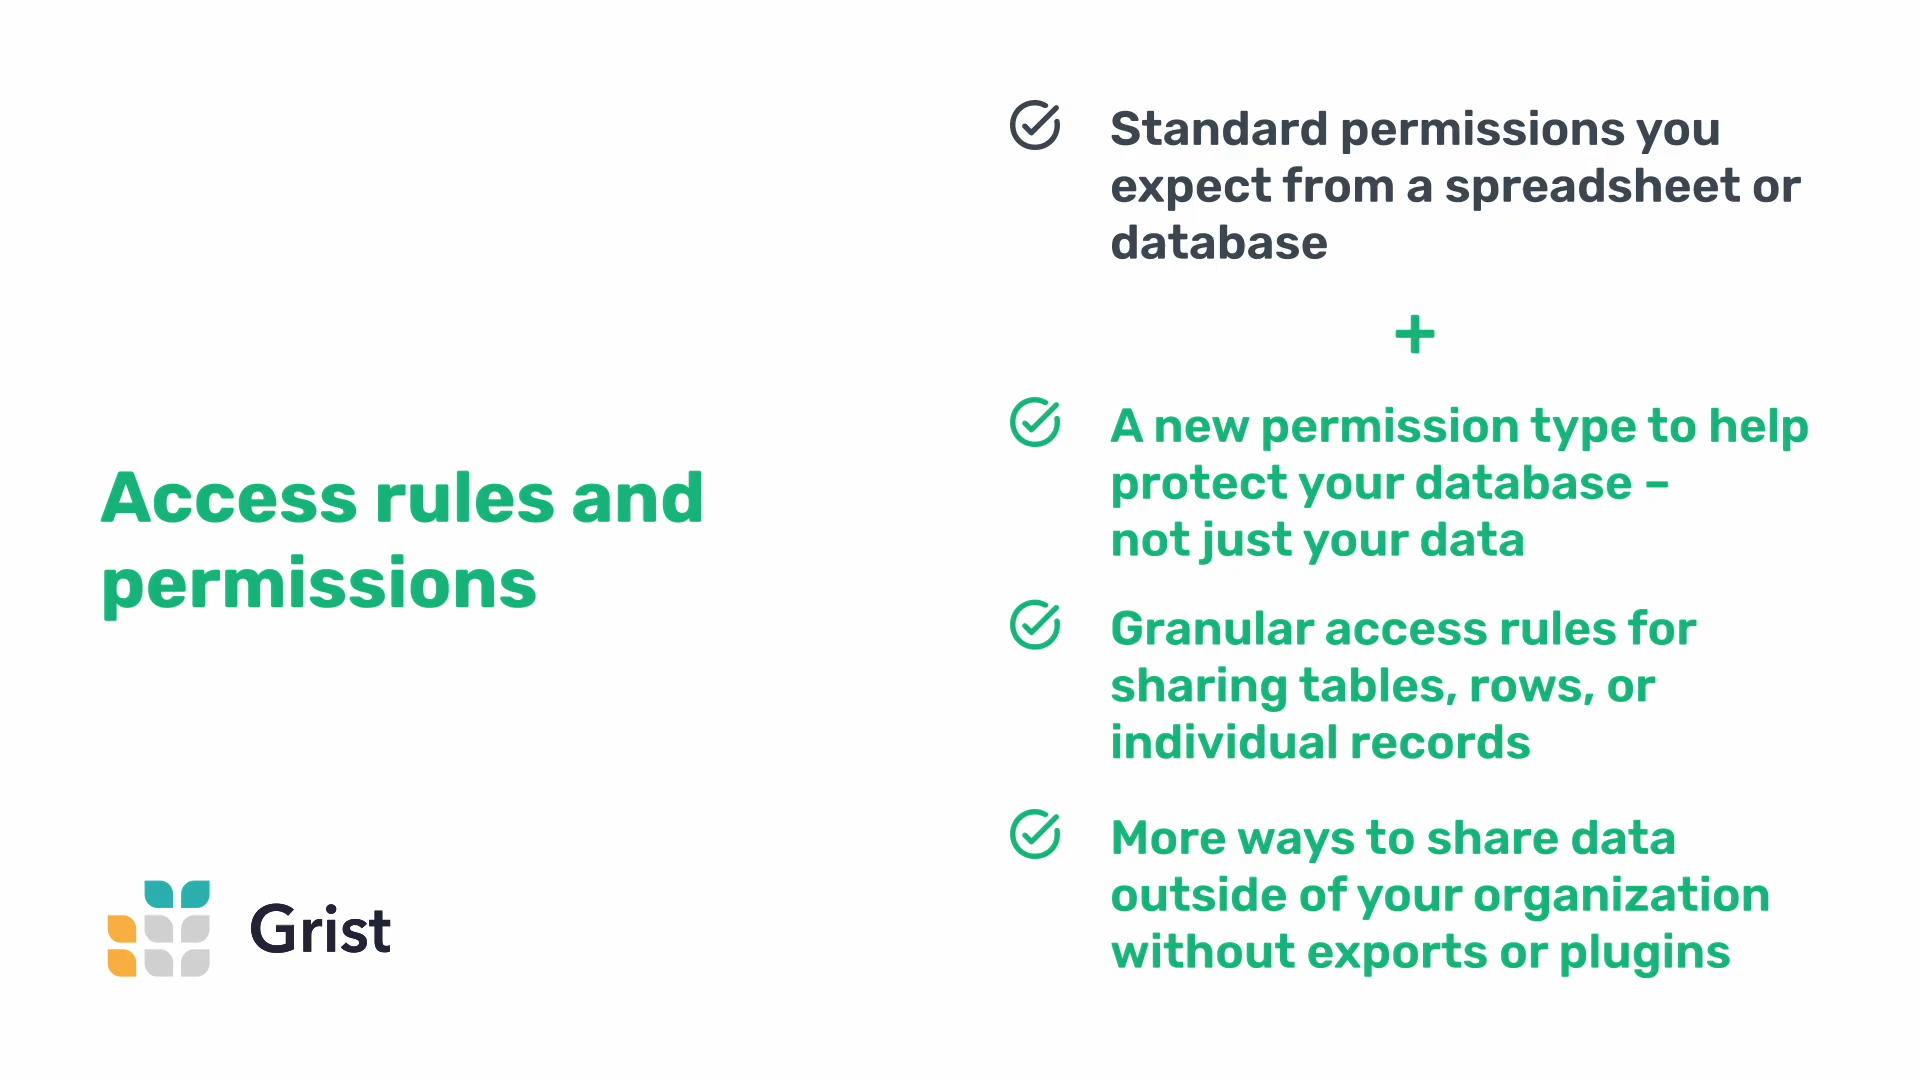 Access rules and
permissions
Standard permissions you
expect from a spreadsheet or
database
+
A new permission type to help
protect your database –
not just your data
Granular access rules for
sharing tables, rows, or
individual records
More ways to share data
outside of your organization
without exports or plugins
Grist